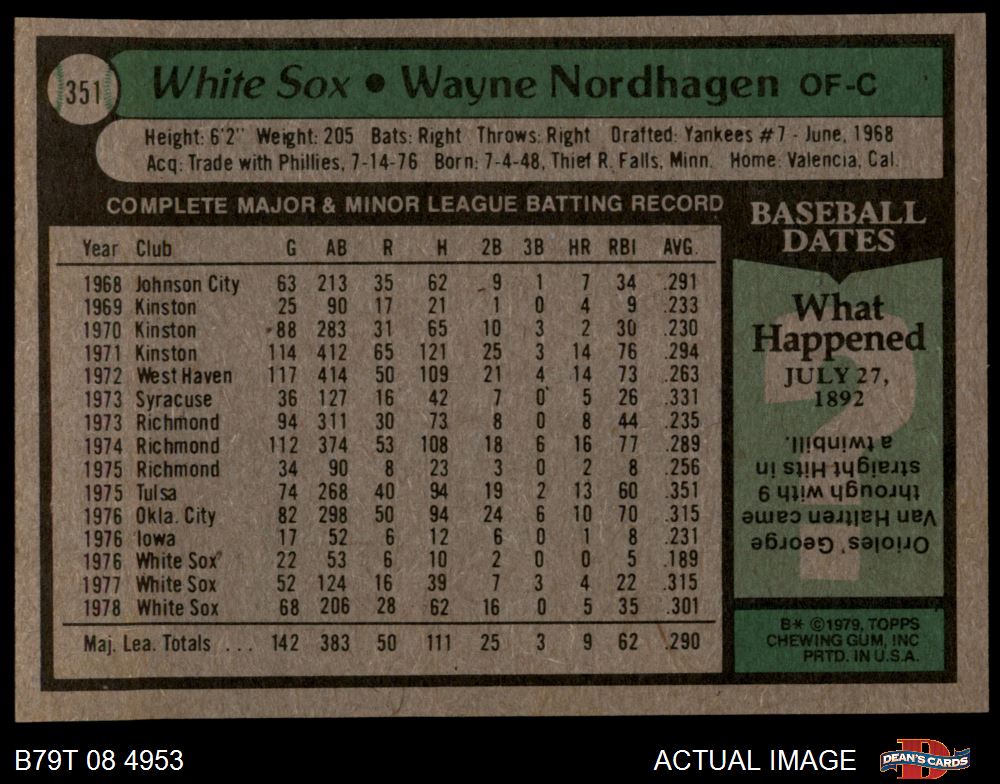 351 White Sox • Wayne Nordhagen OF-C
Height: 6'2" Weight: 205 Bats: Right Throws: Right Drafted: Yankees #7 - June, 1968
Acq: Trade with Phillies, 7-14-76 Born: 7-4-48, Thief R. Falls, Minn. Home: Valencia, Cal.
COMPLETE MAJOR & MINOR LEAGUE BATTING RECORD
Year Club G AB R H 2B 3B HR RBI AVG.
1968 Johnson City 63 213 35 62 9 1 7 34 .291
1969 Kinston 25 90 17 21 1 0 4 9 .233
1970 Kinston 88 283 31 65 10 3 2 30 .230
1971 Kinston 114 412 65 121 25 3 14 76 .294
1972 West Haven 117 414 50 109 21 4 14 73 .263
1973 Syracuse 36 127 16 42 7 0 5 26 .331
1973 Richmond 94 311 30 73 8 0 8 44 .235
1974 Richmond 112 374 53 108 18 6 16 77 .289
1975 Richmond 34 90 8 23 3 0 2 8 .256
1975 Tulsa 74 268 40 94 19 2 13 60 .351
1976 Okla. City 82 298 50 94 24 6 10 70 .315
1976 Iowa 17 52 6 12 6 0 1 8 .231
1976 White Sox 22 53 6 10 2 0 0 5 .189
1977 White Sox 52 124 16 39 7 3 4 22 .315
1978 White Sox 68 206 28 62 16 0 5 35 .301
Maj. Lea. Totals ... 142 383 50 111 25 3 9 62 .290
BASEBALL
DATES
What
Happened
JULY 27,
1892
?
Orioles' George
Van Haltren came
through with 9
straight Hits in
a twinbill.
B* ©1979, TOPPS
CHEWING GUM, INC
PRTD. IN U.S.A.
B79T 08 4953
ACTUAL IMAGE
D
DEAN'S CARDS